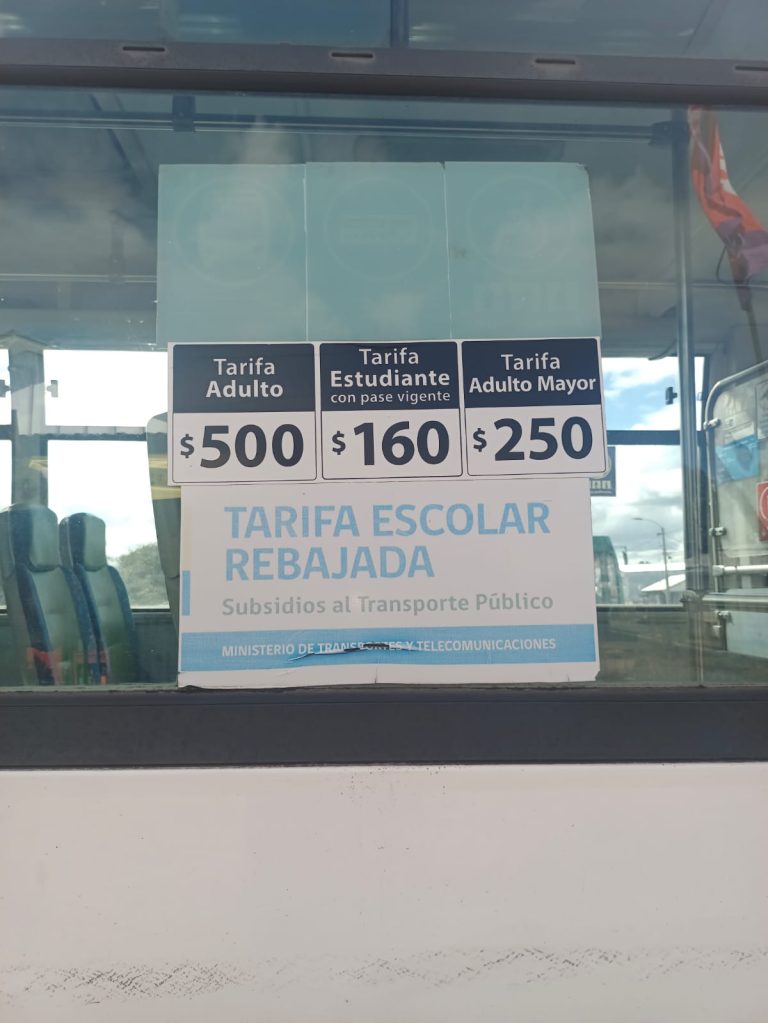 Tarifa
Adulto
$500
Tarifa
Estudiante
con pase vigente
$160
Tarifa
Adulto Mayor
$250
TARIFA ESCOLAR
REBAJADA
Subsidios al Transporte Público
MINISTERIO DE TRANSPORTES Y TELECOMUNICACIONES